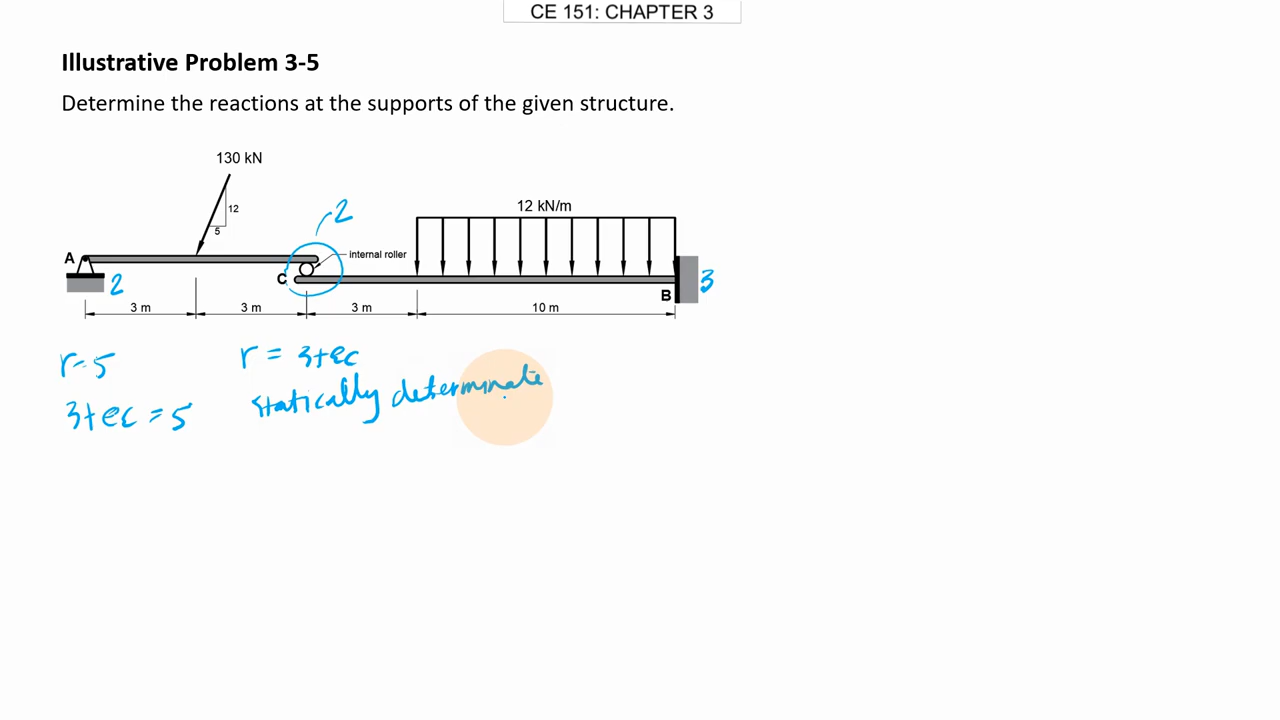 CE 151: CHAPTER 3
Illustrative Problem 3-5
Determine the reactions at the supports of the given structure.
130 kN
12
5
2
12 kN/m
A
internal roller
C
2
B
3
3 m
3 m
3 m
10 m
r=5
r = 3+ec
3+ec = 5
statically determinate